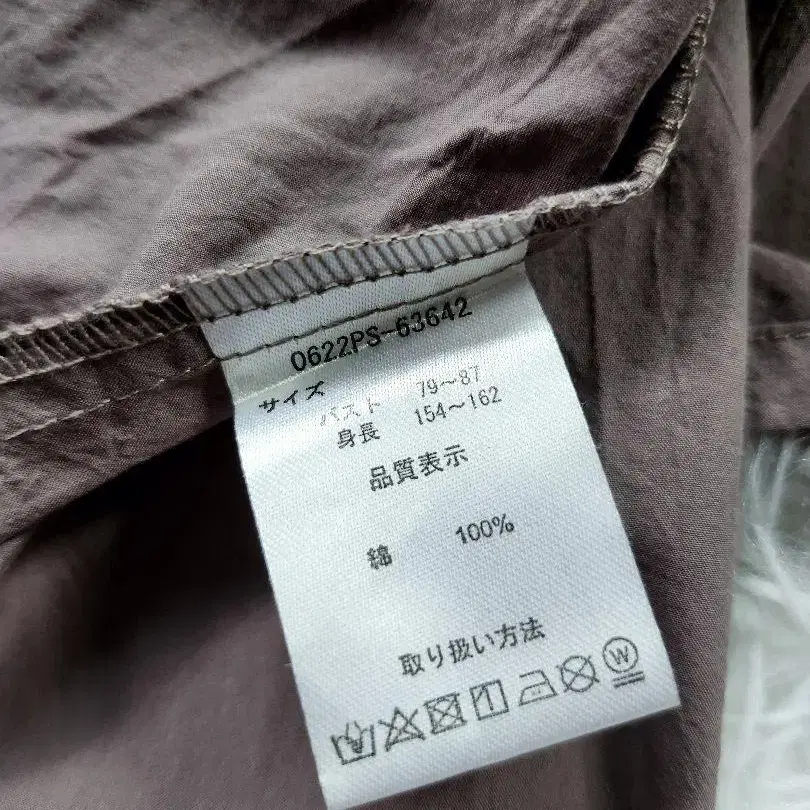 0622PS-63642
サイズ
バスト 79～87
身長 154～162
品質表示
綿 100%
取り扱い方法
W